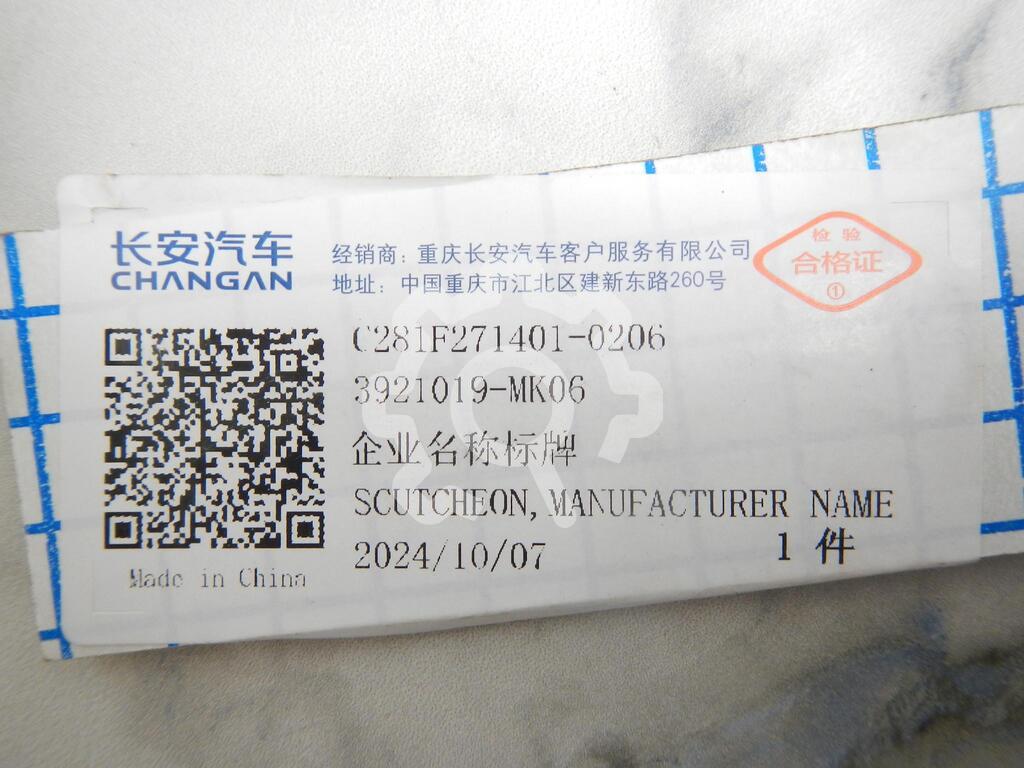 长安汽车
CHANGAN
经销商：重庆长安汽车客户服务有限公司
地址：中国重庆市江北区建新东路260号
检验
合格证
①
C281F271401-0206
3921019-MK06
企业名称标牌
SCUTCHEON,MANUFACTURER NAME
2024/10/07
1 件
Made in China